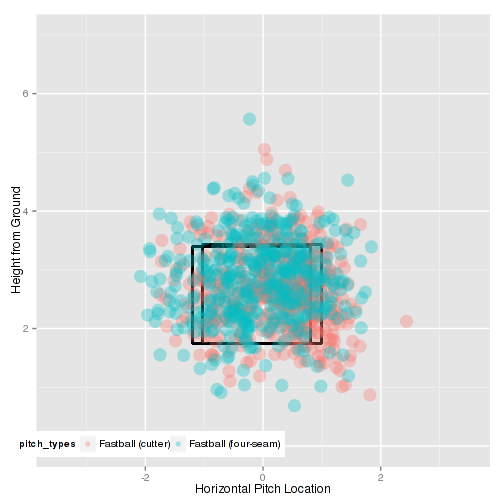 6
4
2
Height from Ground
pitch_types Fastball (cutter) Fastball (four-seam)
-2 0 2
Horizontal Pitch Location